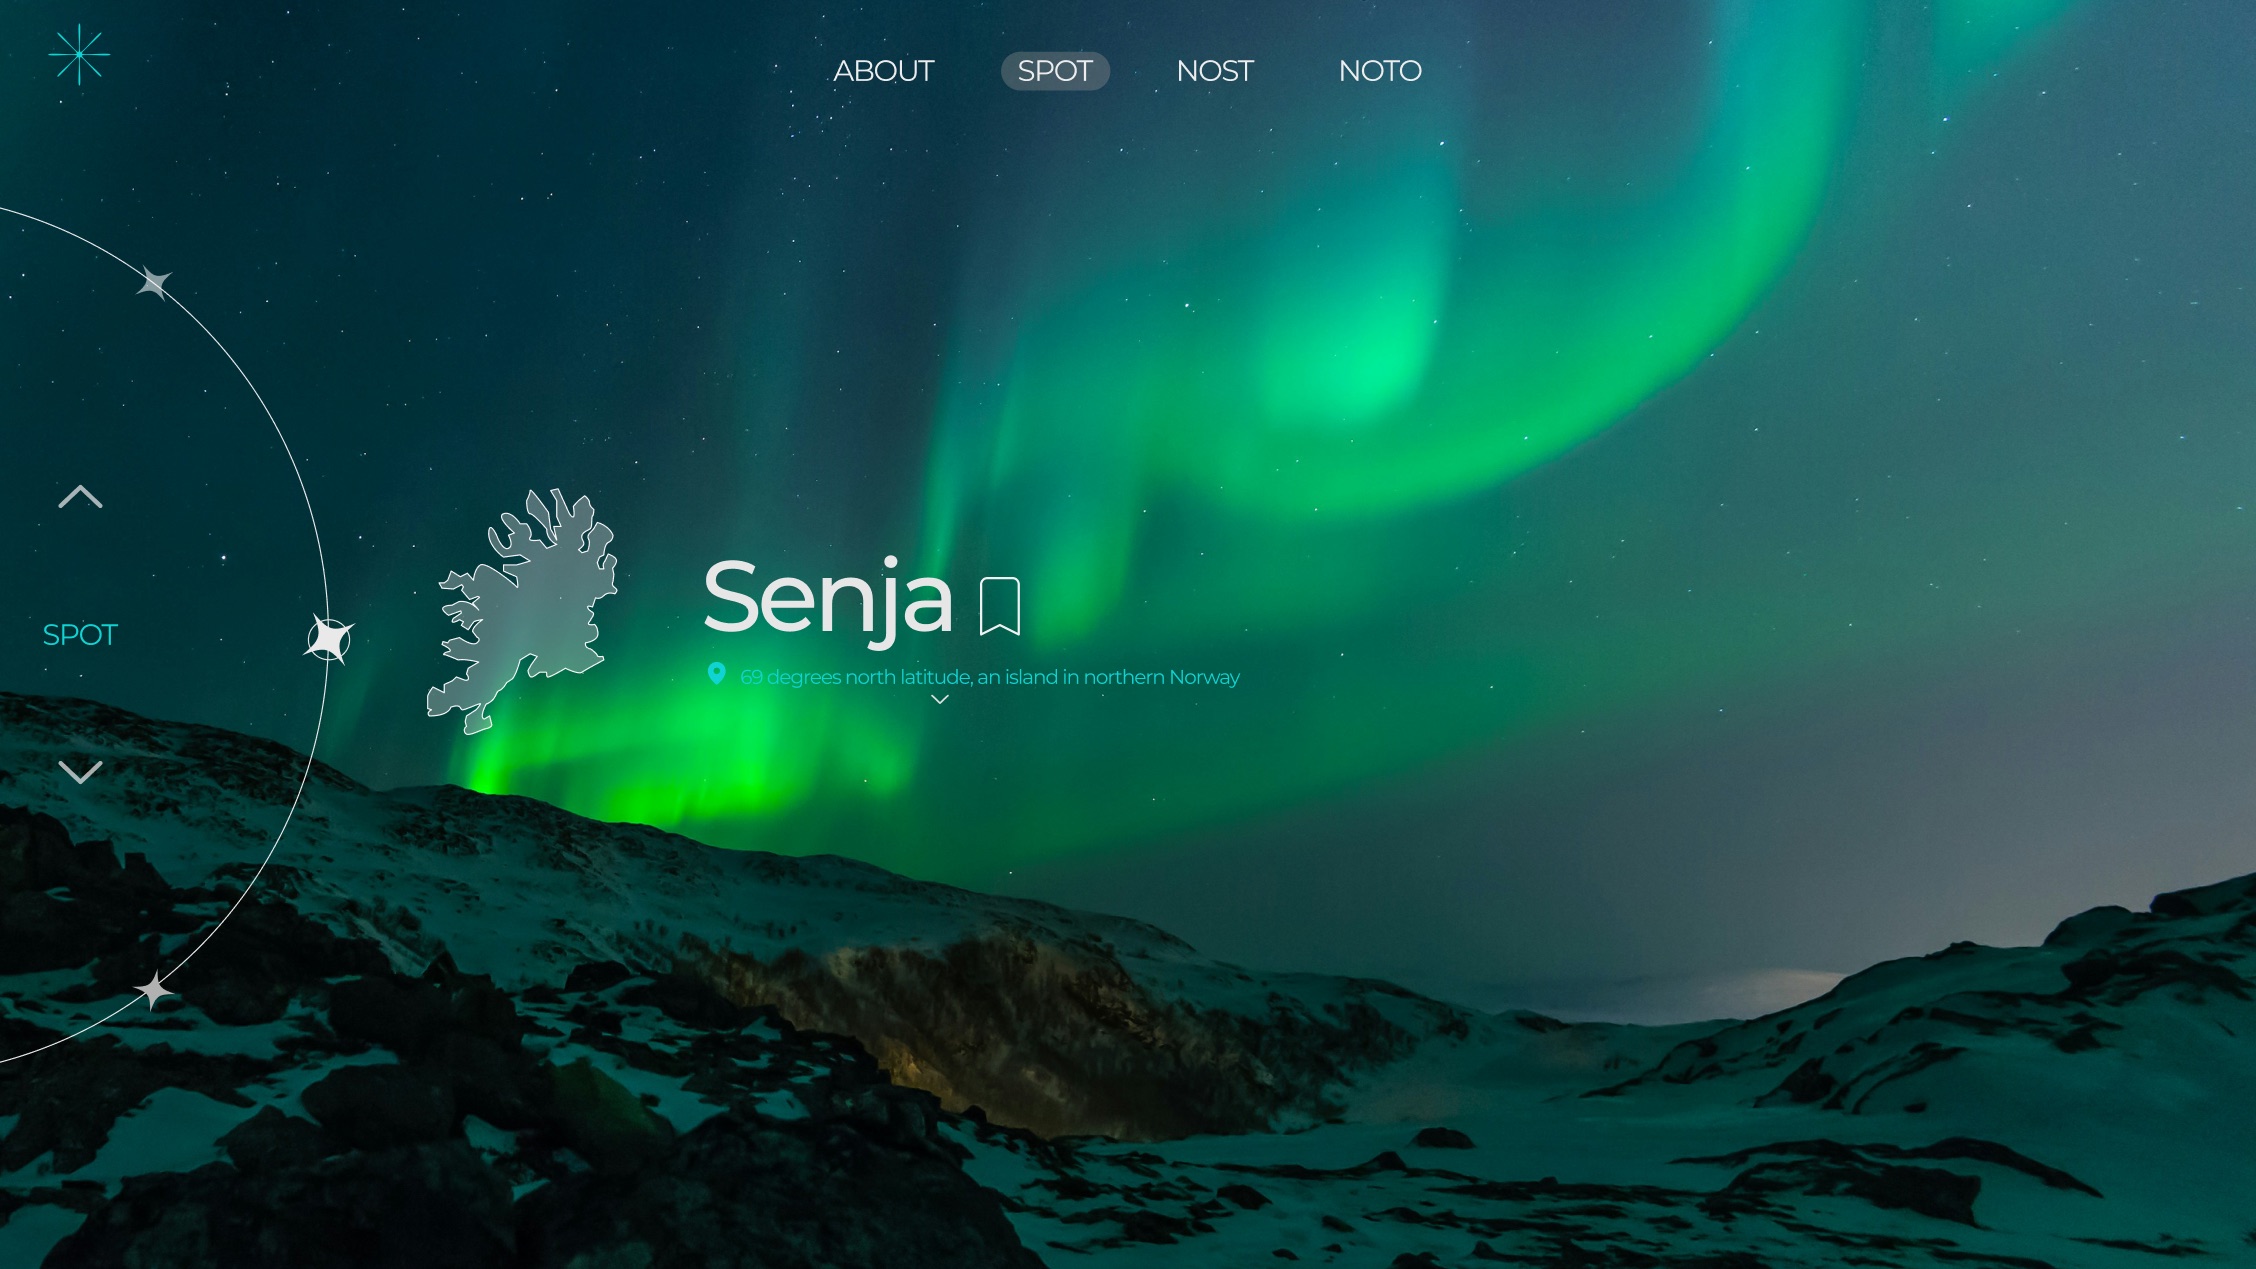 ABOUT
SPOT
NOST
NOTO
SPOT
Senja
69 degrees north latitude, an island in northern Norway